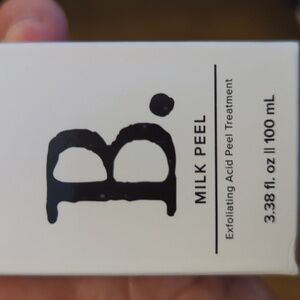 B.
MILK PEEL
Exfoliating Acid Peel Treatment
3.38 fl. oz || 100 mL